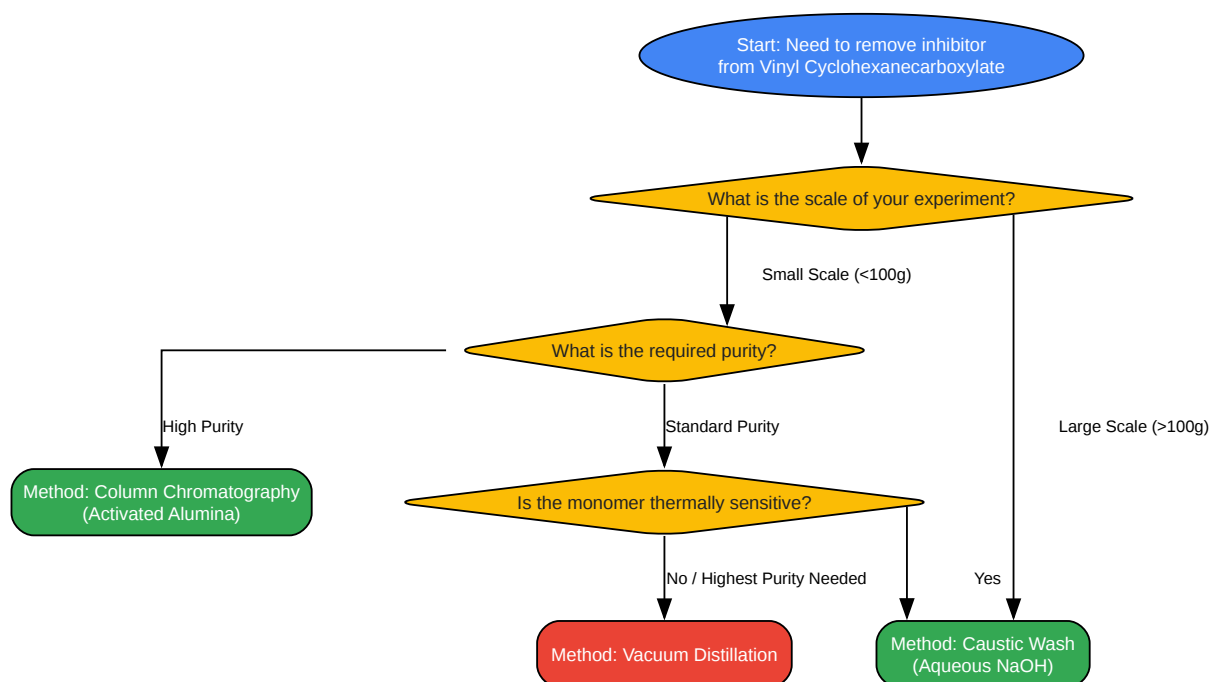 Start: Need to remove inhibitor
from Vinyl Cyclohexanecarboxylate
What is the scale of your experiment?
Small Scale (<100g)
What is the required purity?
High Purity
Standard Purity
Large Scale (>100g)
Method: Column Chromatography
(Activated Alumina)
Is the monomer thermally sensitive?
No / Highest Purity Needed
Yes
Method: Vacuum Distillation
Method: Caustic Wash
(Aqueous NaOH)